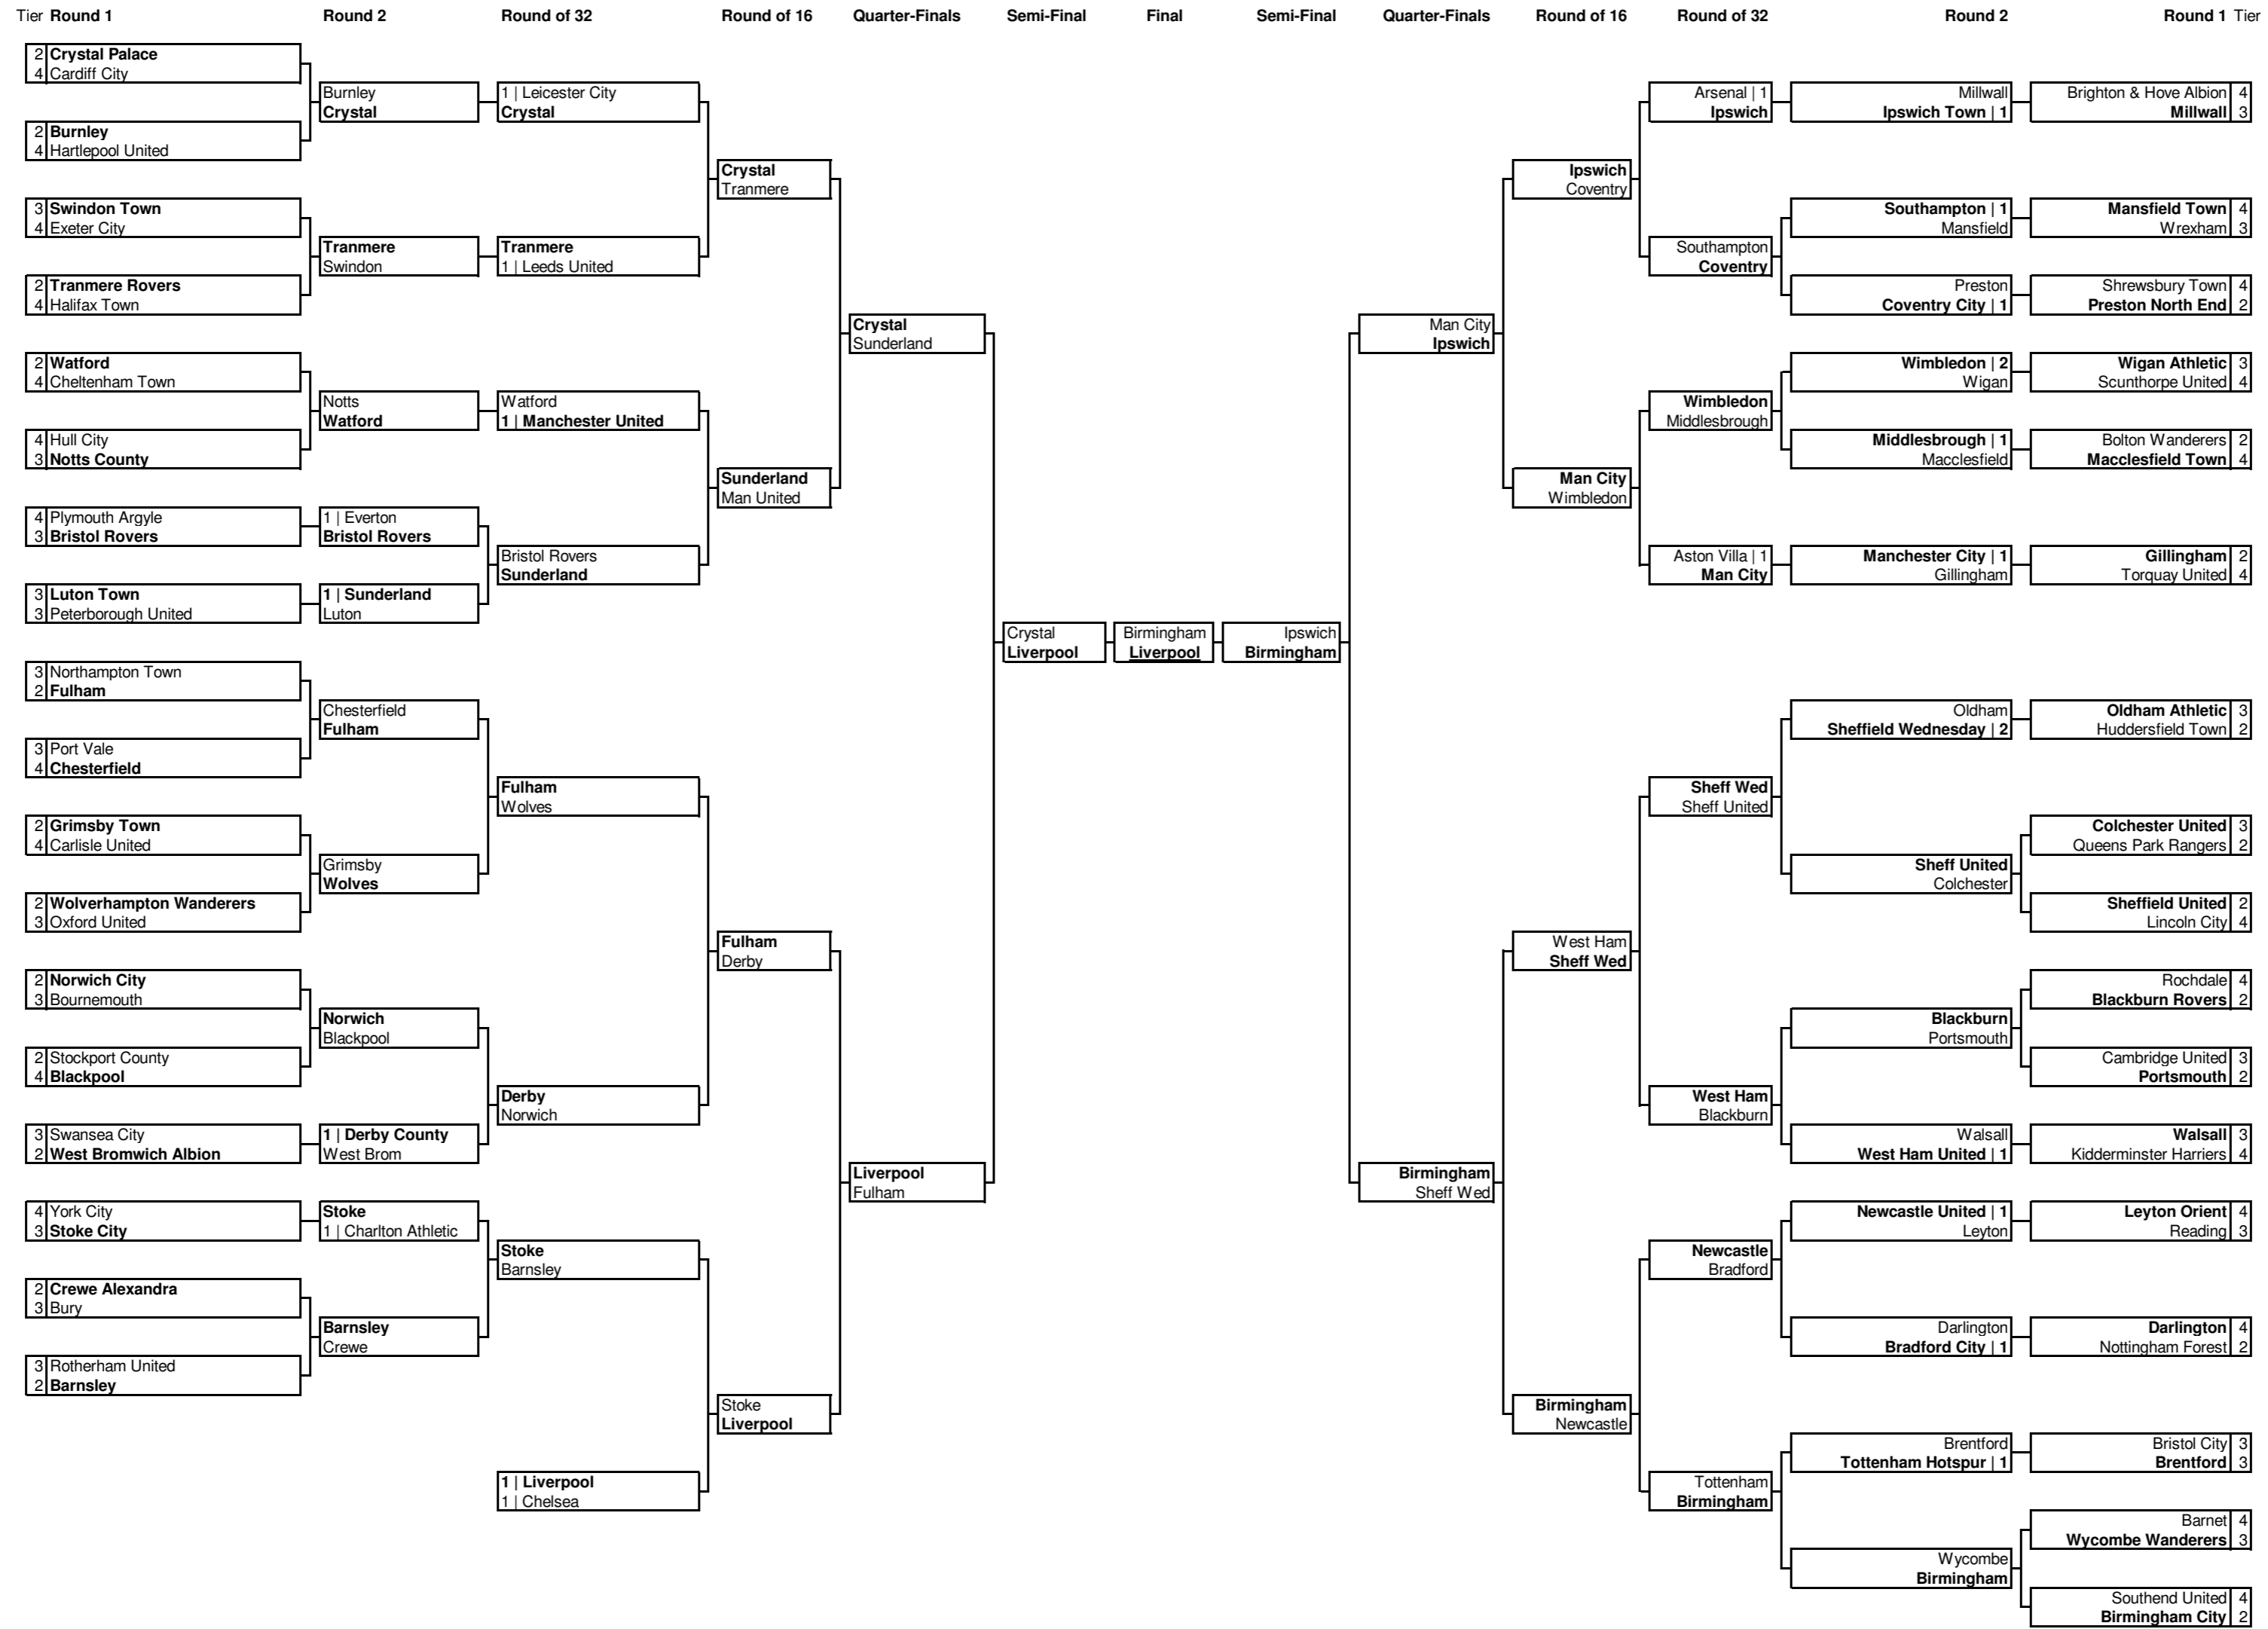 Tier Round 1 Round 2 Round of 32 Round of 16 Quarter-Finals Semi-Final Final Semi-Final Quarter-Finals Round of 16 Round of 32 Round 2 Round 1 Tier
2 Crystal Palace
4 Cardiff City
2 Burnley
4 Hartlepool United
3 Swindon Town
4 Exeter City
2 Tranmere Rovers
4 Halifax Town
2 Watford
4 Cheltenham Town
4 Hull City
3 Notts County
4 Plymouth Argyle
3 Bristol Rovers
3 Luton Town
3 Peterborough United
3 Northampton Town
2 Fulham
3 Port Vale
4 Chesterfield
2 Grimsby Town
4 Carlisle United
2 Wolverhampton Wanderers
3 Oxford United
2 Norwich City
3 Bournemouth
2 Stockport County
4 Blackpool
3 Swansea City
2 West Bromwich Albion
4 York City
3 Stoke City
2 Crewe Alexandra
3 Bury
3 Rotherham United
2 Barnsley
Burnley
Crystal
Tranmere
Swindon
Notts
Watford
1 | Everton
Bristol Rovers
1 | Sunderland
Luton
Chesterfield
Fulham
Grimsby
Wolves
Norwich
Blackpool
1 | Derby County
West Brom
Stoke
1 | Charlton Athletic
Barnsley
Crewe
1 | Leicester City
Crystal
Tranmere
1 | Leeds United
Watford
1 | Manchester United
Bristol Rovers
Sunderland
Fulham
Wolves
Derby
Norwich
Stoke
Barnsley
1 | Liverpool
1 | Chelsea
Crystal
Tranmere
Sunderland
Man United
Fulham
Derby
Stoke
Liverpool
Crystal
Sunderland
Liverpool
Fulham
Crystal
Liverpool
Birmingham
Liverpool
Ipswich
Birmingham
Man City
Ipswich
Birmingham
Sheff Wed
Ipswich
Coventry
Man City
Wimbledon
West Ham
Sheff Wed
Birmingham
Newcastle
Arsenal | 1
Ipswich
Southampton
Coventry
Wimbledon
Middlesbrough
Aston Villa | 1
Man City
Sheff Wed
Sheff United
West Ham
Blackburn
Newcastle
Bradford
Tottenham
Birmingham
Millwall
Ipswich Town | 1
Southampton | 1
Mansfield
Preston
Coventry City | 1
Wimbledon | 2
Wigan
Middlesbrough | 1
Macclesfield
Manchester City | 1
Gillingham
Oldham
Sheffield Wednesday | 2
Sheff United
Colchester
Blackburn
Portsmouth
Walsall
West Ham United | 1
Newcastle United | 1
Leyton
Darlington
Bradford City | 1
Brentford
Tottenham Hotspur | 1
Wycombe
Birmingham
Brighton & Hove Albion 4
Millwall 3
Mansfield Town 4
Wrexham 3
Shrewsbury Town 4
Preston North End 2
Wigan Athletic 3
Scunthorpe United 4
Bolton Wanderers 2
Macclesfield Town 4
Gillingham 2
Torquay United 4
Oldham Athletic 3
Huddersfield Town 2
Colchester United 3
Queens Park Rangers 2
Sheffield United 2
Lincoln City 4
Rochdale 4
Blackburn Rovers 2
Cambridge United 3
Portsmouth 2
Walsall 3
Kidderminster Harriers 4
Leyton Orient 4
Reading 3
Darlington 4
Nottingham Forest 2
Bristol City 3
Brentford 3
Barnet 4
Wycombe Wanderers 3
Southend United 4
Birmingham City 2